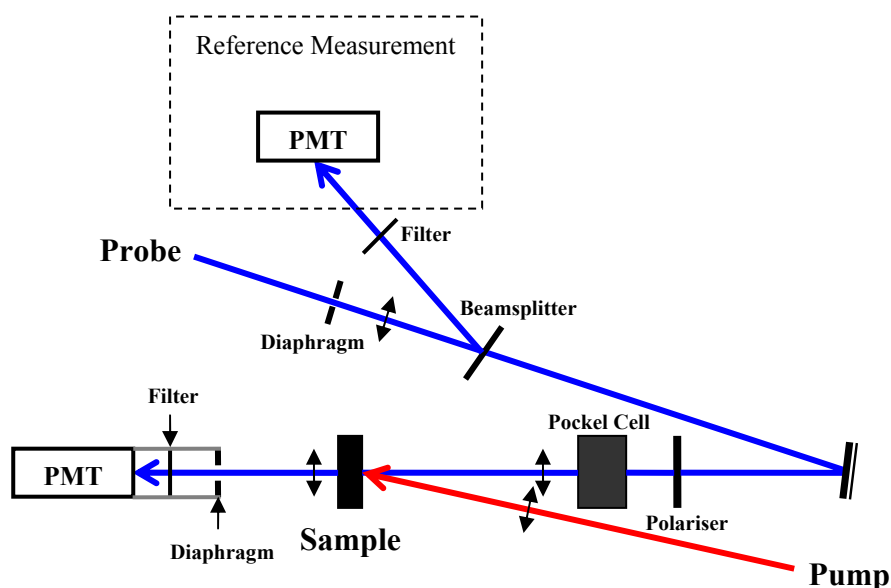 Reference Measurement
PMT
Filter
Probe
Beamsplitter
Diaphragm
Filter
Pockel Cell
PMT
Polariser
Sample
Diaphragm
Pump